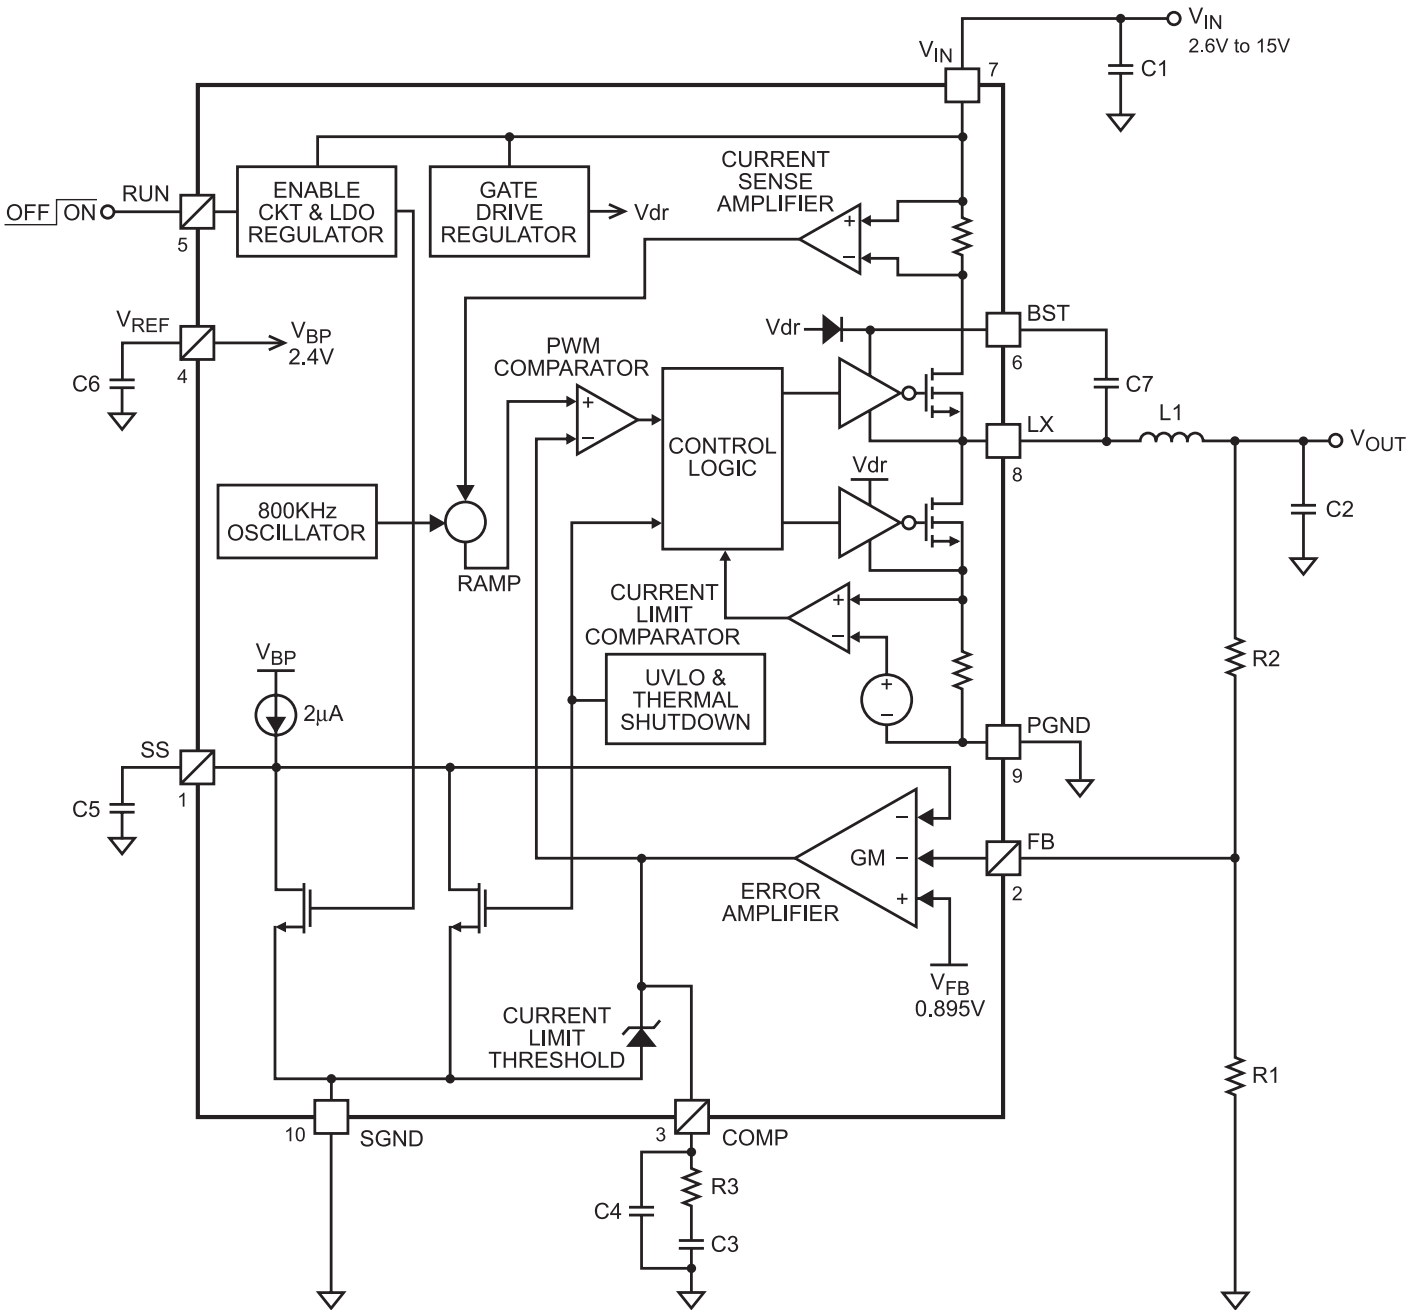 VIN
2.6V to 15V
VIN
7
C1
CURRENT
SENSE
AMPLIFIER
RUN
OFF ON
5
ENABLE
CKT & LDO
REGULATOR
GATE
DRIVE
REGULATOR
Vdr
+
−
VREF
4
VBP
2.4V
C6
Vdr
BST
6
C7
PWM
COMPARATOR
+
−
CONTROL
LOGIC
LX
8
L1
VOUT
C2
Vdr
800KHz
OSCILLATOR
RAMP
CURRENT
LIMIT
COMPARATOR
+
−
UVLO &
THERMAL
SHUTDOWN
+
−
VBP
2μA
R2
PGND
9
SS
1
C5
−
GM −
+
ERROR
AMPLIFIER
FB
2
VFB
0.895V
CURRENT
LIMIT
THRESHOLD
R1
10
SGND
3
COMP
R3
C4
C3